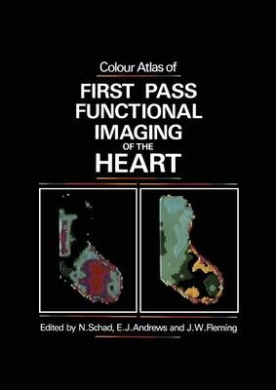 Colour Atlas of
FIRST PASS
FUNCTIONAL
IMAGING
OF THE
HEART
Edited by N.Schad, E.J.Andrews and J.W.Fleming